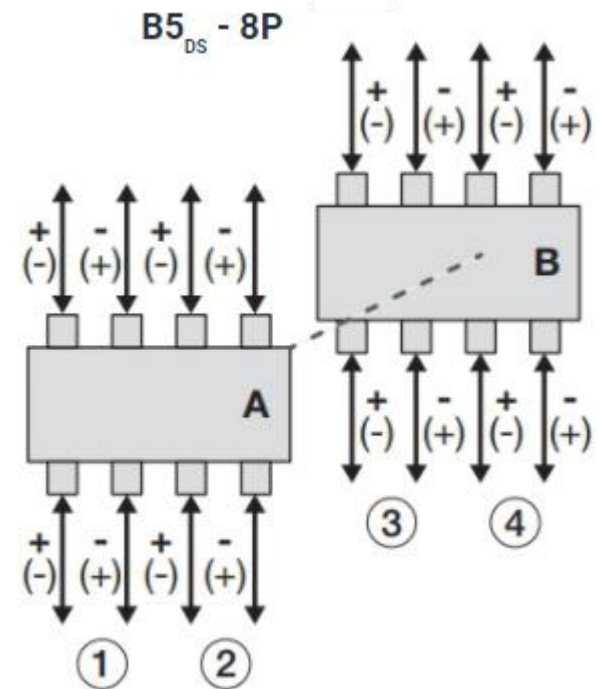 B5DS - 8P
+ - + -
(-) (+) (-) (+)
B
+ - + -
(-) (+) (-) (+)
3 4
+ - + -
(-) (+) (-) (+)
A
+ - + -
(-) (+) (-) (+)
1 2